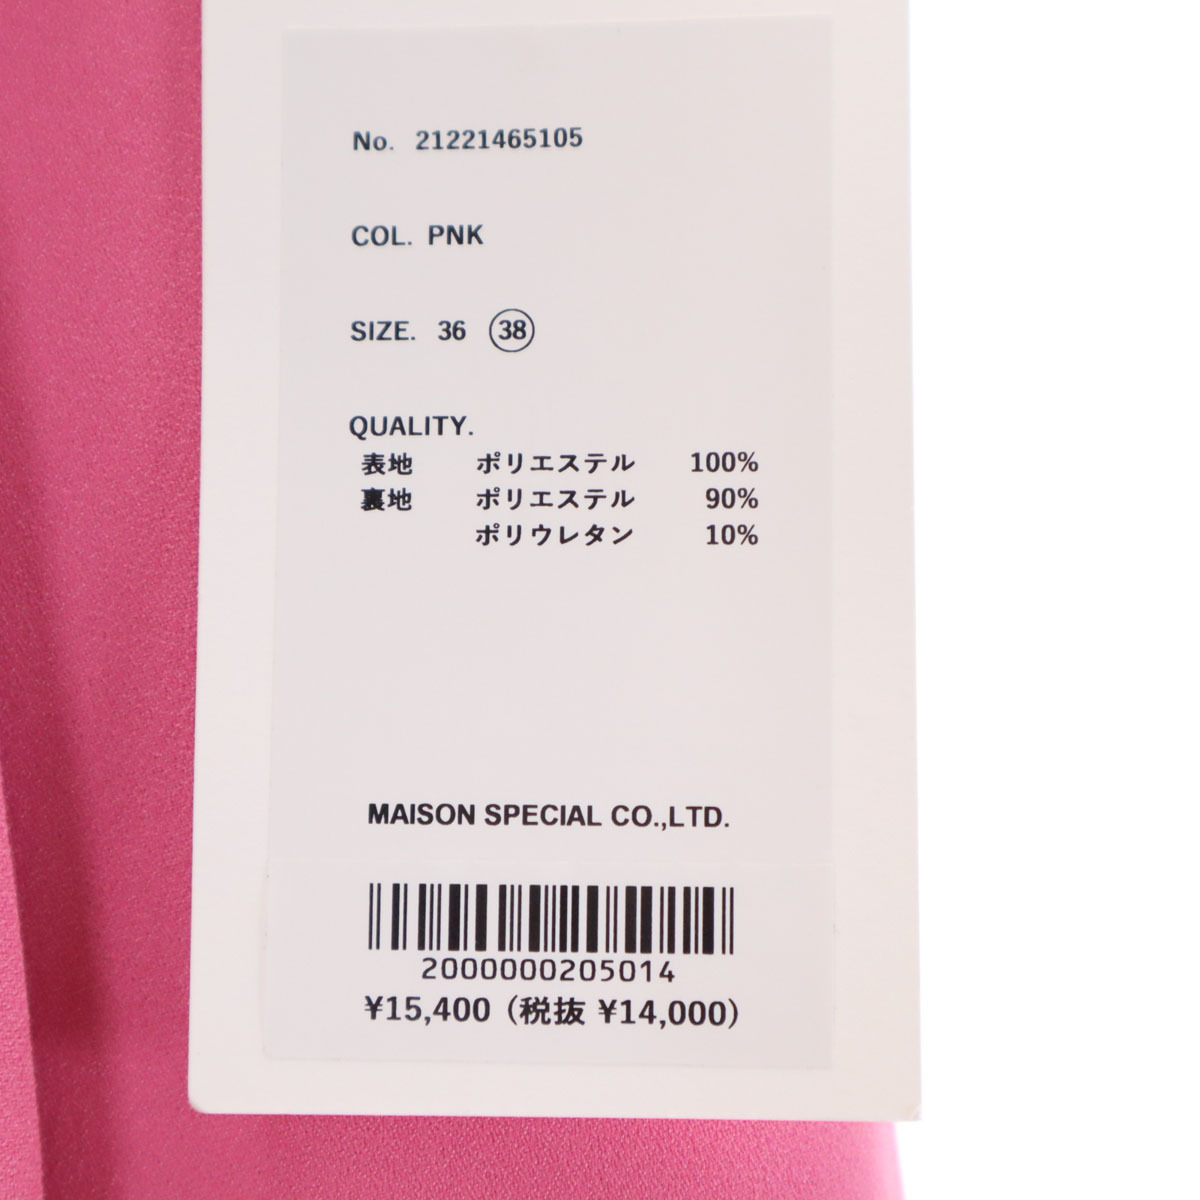 No. 21221465105
COL. PNK
SIZE. 36 38
QUALITY.
表地 ポリエステル 100%
裏地 ポリエステル 90%
ポリウレタン 10%
MAISON SPECIAL CO.,LTD.
2000000205014
¥15,400 (税抜 ¥14,000)